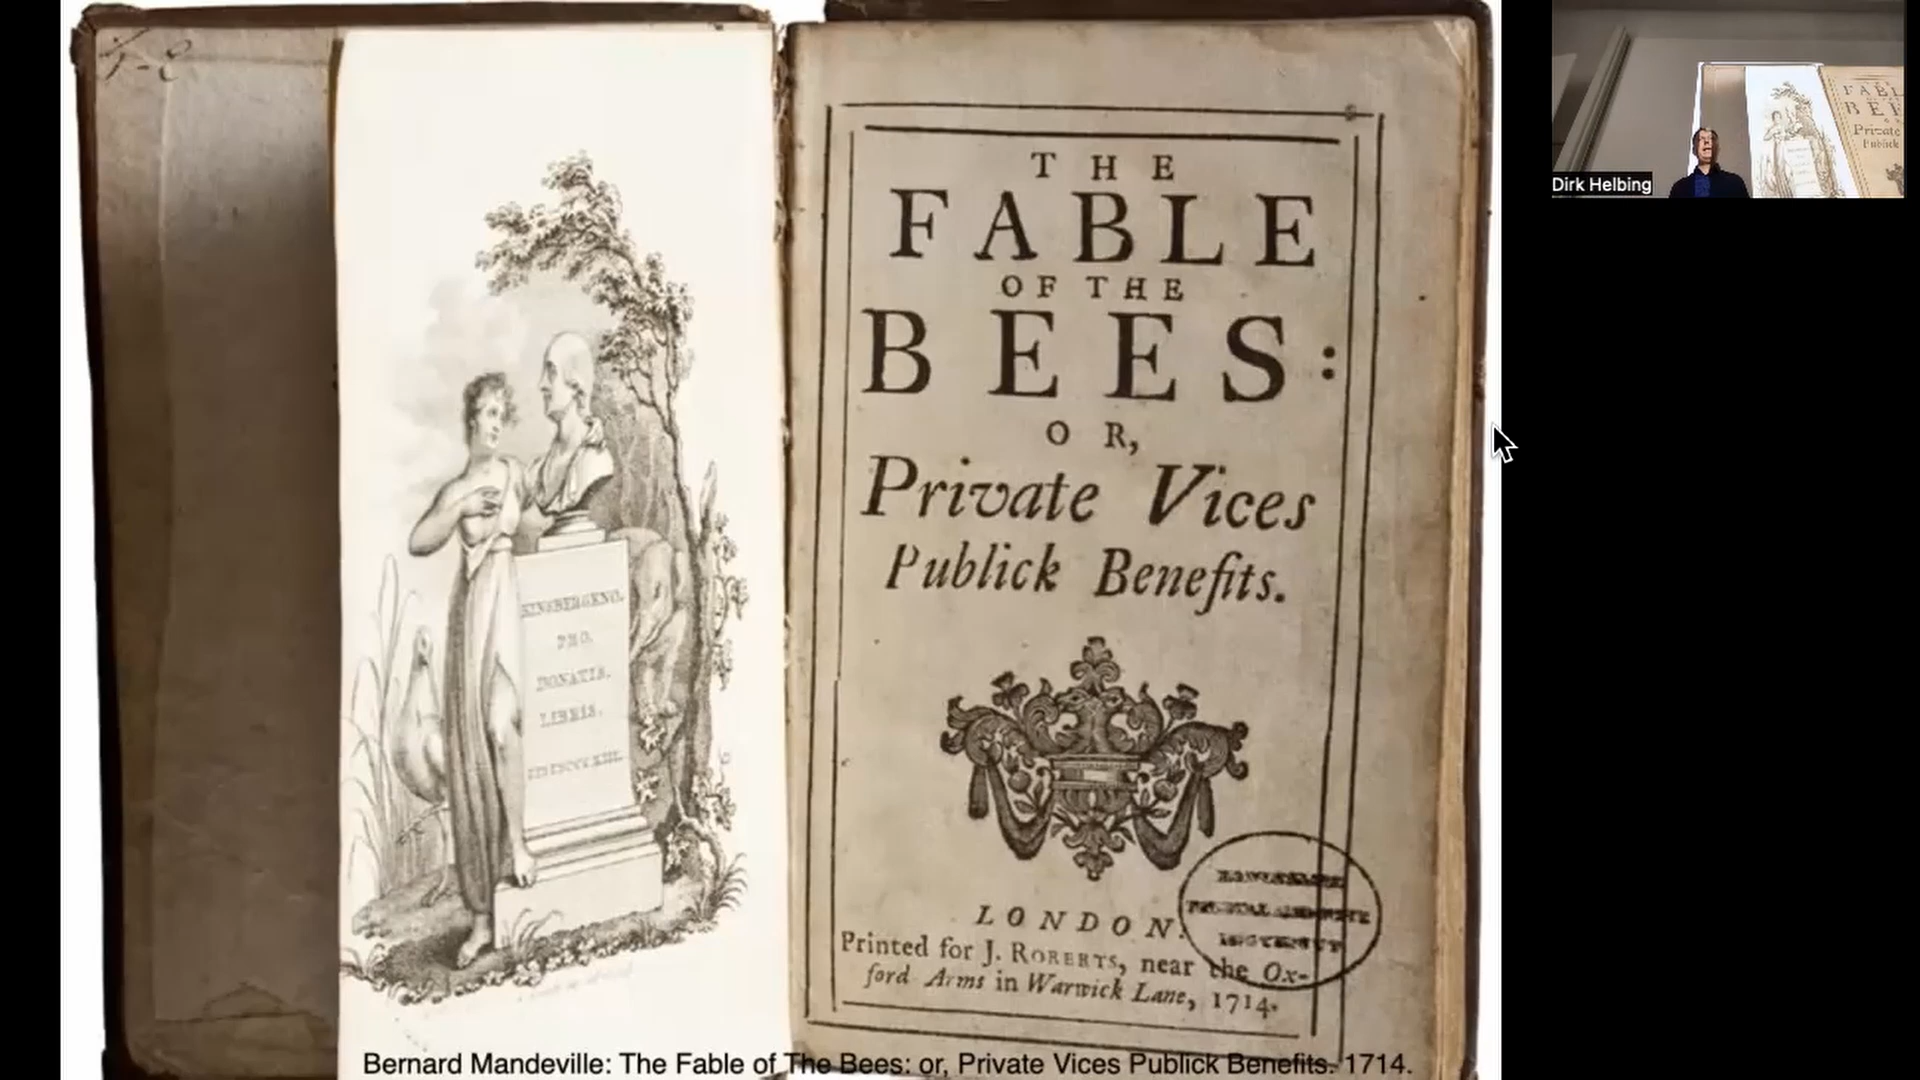 THE
FABLE
OF THE
BEES:
OR,
Private Vices
Publick Benefits.
LONDON:
Printed for J. ROBERTS, near the Ox-
ford Arms in Warwick Lane, 1714.
PRO.
DONATIS.
LIBRIS.
Bernard Mandeville: The Fable of The Bees: or, Private Vices Publick Benefits. 1714.
Dirk Helbing